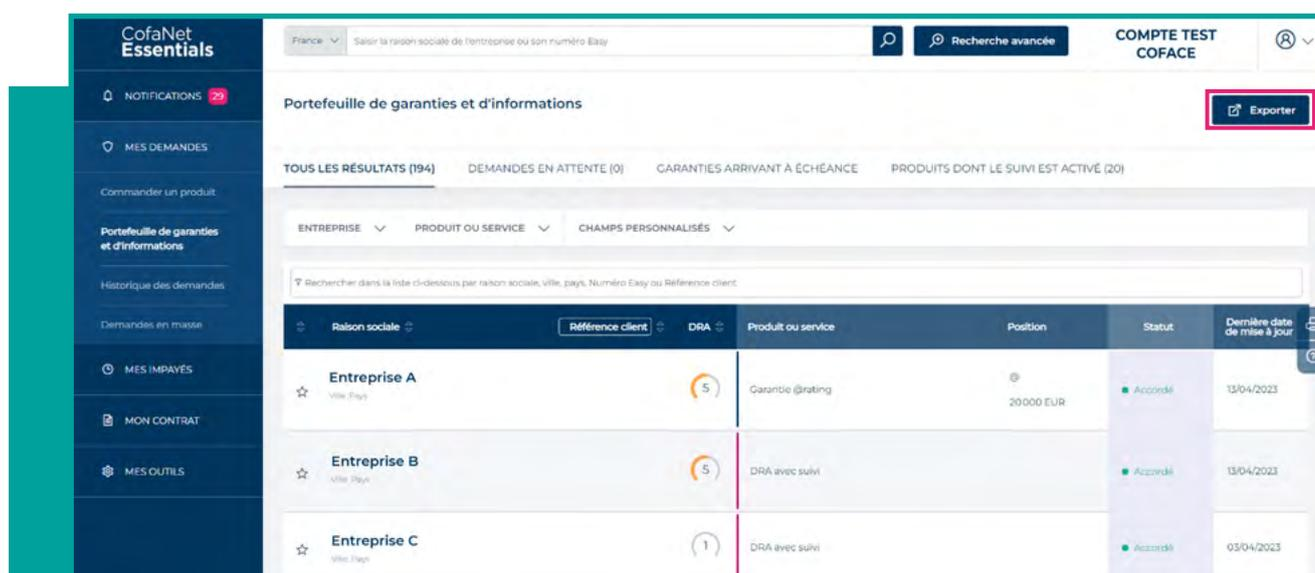 CofaNet
Essentials
France
Saisir la raison sociale de l'entreprise ou son numéro Easy
Recherche avancée
COMPTE TEST
COFACE
NOTIFICATIONS 29
MES DEMANDES
Commander un produit
Portefeuille de garanties
et d'informations
Historique des demandes
Demandes en masse
MES IMPAYÉS
MON CONTRAT
MES OUTILS
Portefeuille de garanties et d'informations
Exporter
TOUS LES RÉSULTATS (194)
DEMANDES EN ATTENTE (0)
GARANTIES ARRIVANT À ÉCHÉANCE
PRODUITS DONT LE SUIVI EST ACTIVÉ (20)
ENTREPRISE
PRODUIT OU SERVICE
CHAMPS PERSONNALISÉS
Rechercher dans la liste ci-dessous par raison sociale, ville, pays, Numéro Easy ou Référence client
Raison sociale
Référence client
DRA
Produit ou service
Position
Statut
Dernière date
de mise à jour
Entreprise A
Ville, Pays
5
Garantie @rating
@
20 000 EUR
Accordé
13/04/2023
Entreprise B
Ville, Pays
5
DRA avec suivi
Accordé
13/04/2023
Entreprise C
Ville, Pays
1
DRA avec suivi
Accordé
03/04/2023